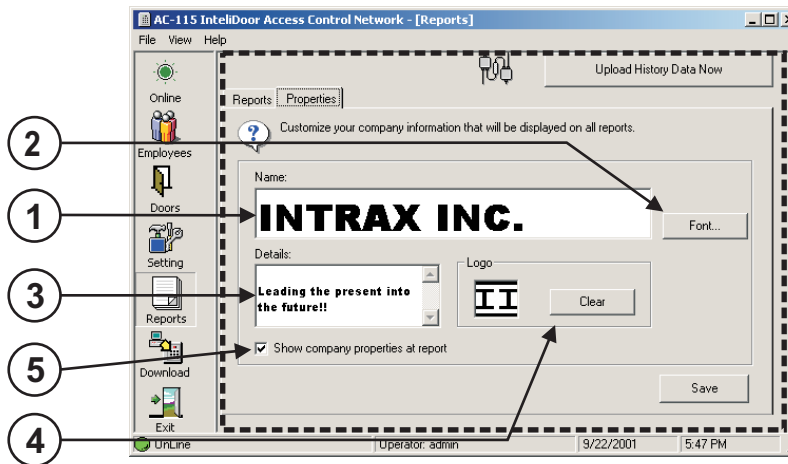 AC-115 InteliDoor Access Control Network - [Reports]
File View Help
Upload History Data Now
Online
Reports Properties
Customize your company information that will be displayed on all reports.
Employees
2
Name:
Doors
1
INTRAX INC.
Font...
Setting
Details:
Logo
3
Leading the present into
the future!!
II
Clear
Reports
5
Show company properties at report
Download
Save
Exit
4
UnLine
Operator: admin
9/22/2001
5:47 PM